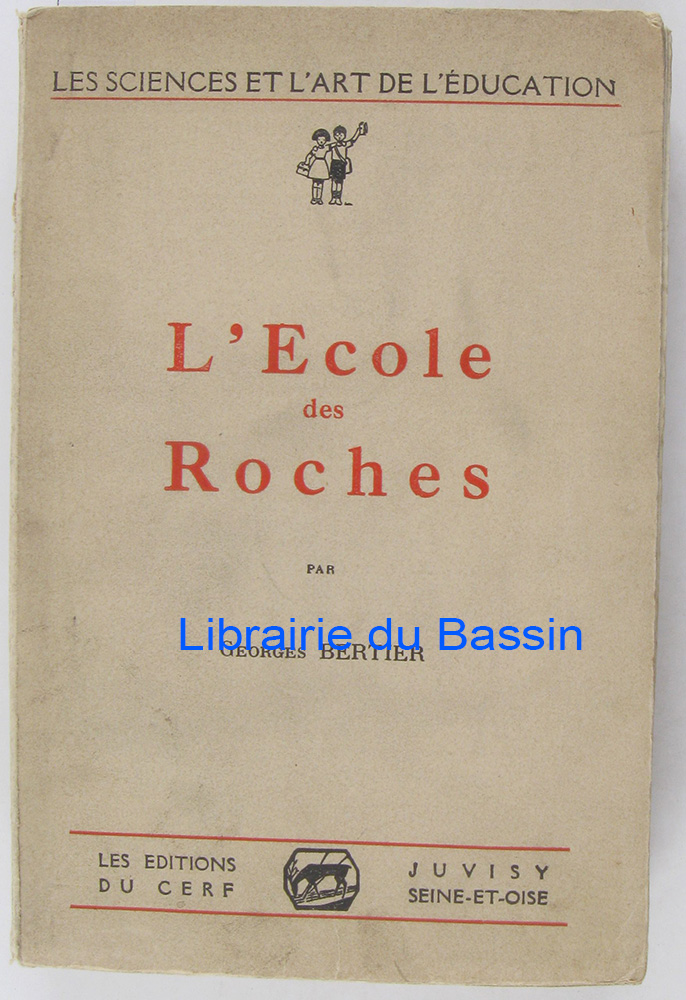 LES SCIENCES ET L'ART DE L'ÉDUCATION
L'Ecole
des
Roches
PAR
Librairie du Bassin
GEORGES BERTIER
LES EDITIONS
DU CERF
JUVISY
SEINE-ET-OISE